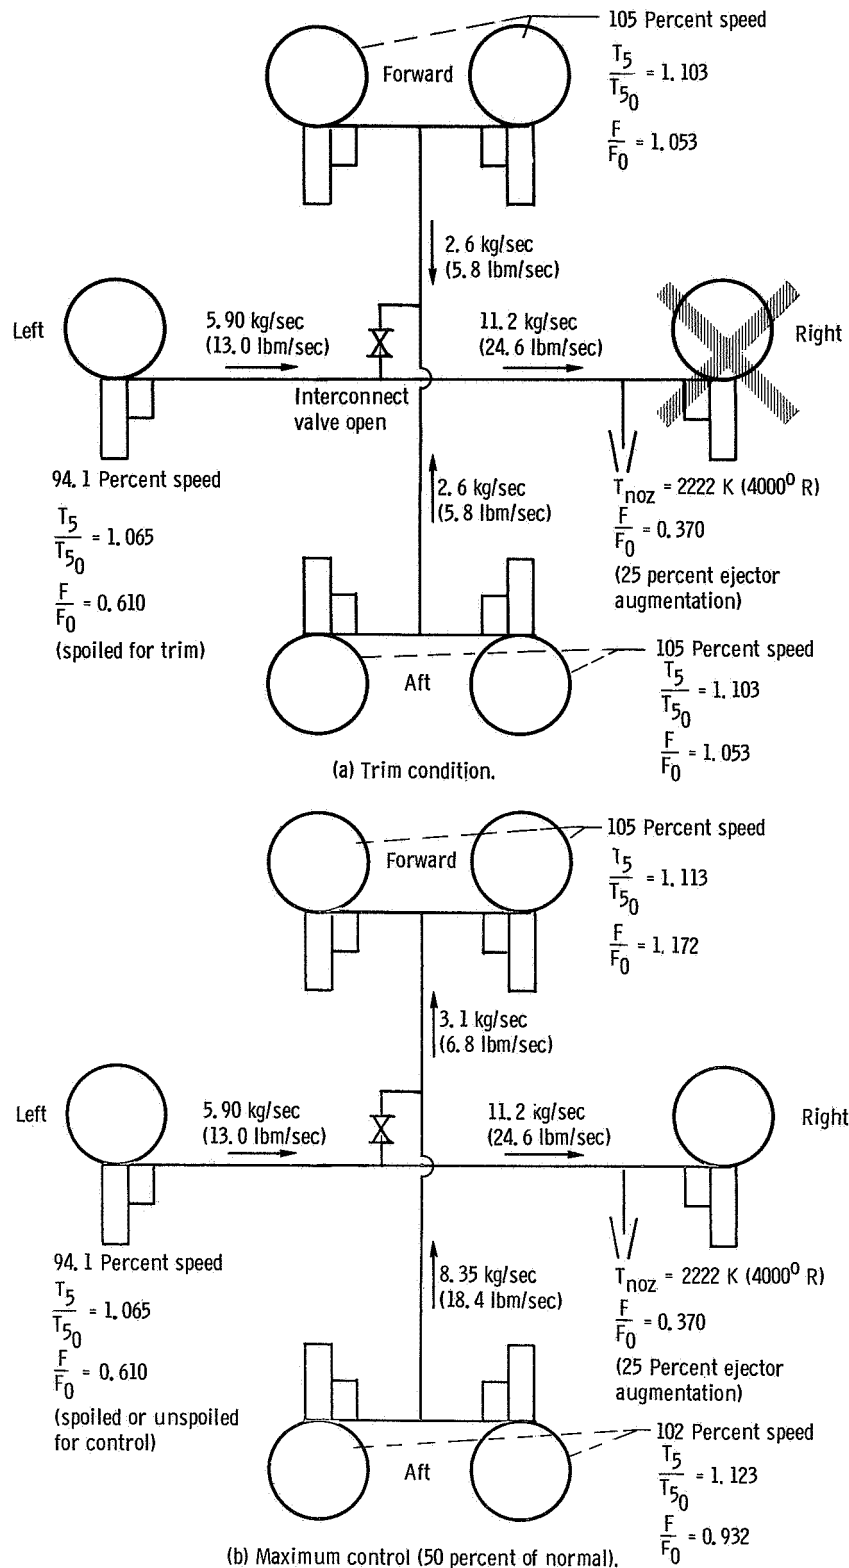 105 Percent speed
T5/T50 = 1.103
F/F0 = 1.053
Forward
2.6 kg/sec
(5.8 lbm/sec)
Left
5.90 kg/sec
(13.0 lbm/sec)
11.2 kg/sec
(24.6 lbm/sec)
Right
Interconnect
valve open
94.1 Percent speed
T5/T50 = 1.065
F/F0 = 0.610
(spoiled for trim)
2.6 kg/sec
(5.8 lbm/sec)
Tnoz = 2222 K (4000° R)
F/F0 = 0.370
(25 percent ejector
augmentation)
Aft
105 Percent speed
T5/T50 = 1.103
F/F0 = 1.053
(a) Trim condition.
105 Percent speed
T5/T50 = 1.113
F/F0 = 1.172
Forward
3.1 kg/sec
(6.8 lbm/sec)
Left
5.90 kg/sec
(13.0 lbm/sec)
11.2 kg/sec
(24.6 lbm/sec)
Right
94.1 Percent speed
T5/T50 = 1.065
F/F0 = 0.610
(spoiled or unspoiled
for control)
8.35 kg/sec
(18.4 lbm/sec)
Tnoz = 2222 K (4000° R)
F/F0 = 0.370
(25 Percent ejector
augmentation)
Aft
102 Percent speed
T5/T50 = 1.123
F/F0 = 0.932
(b) Maximum control (50 percent of normal).